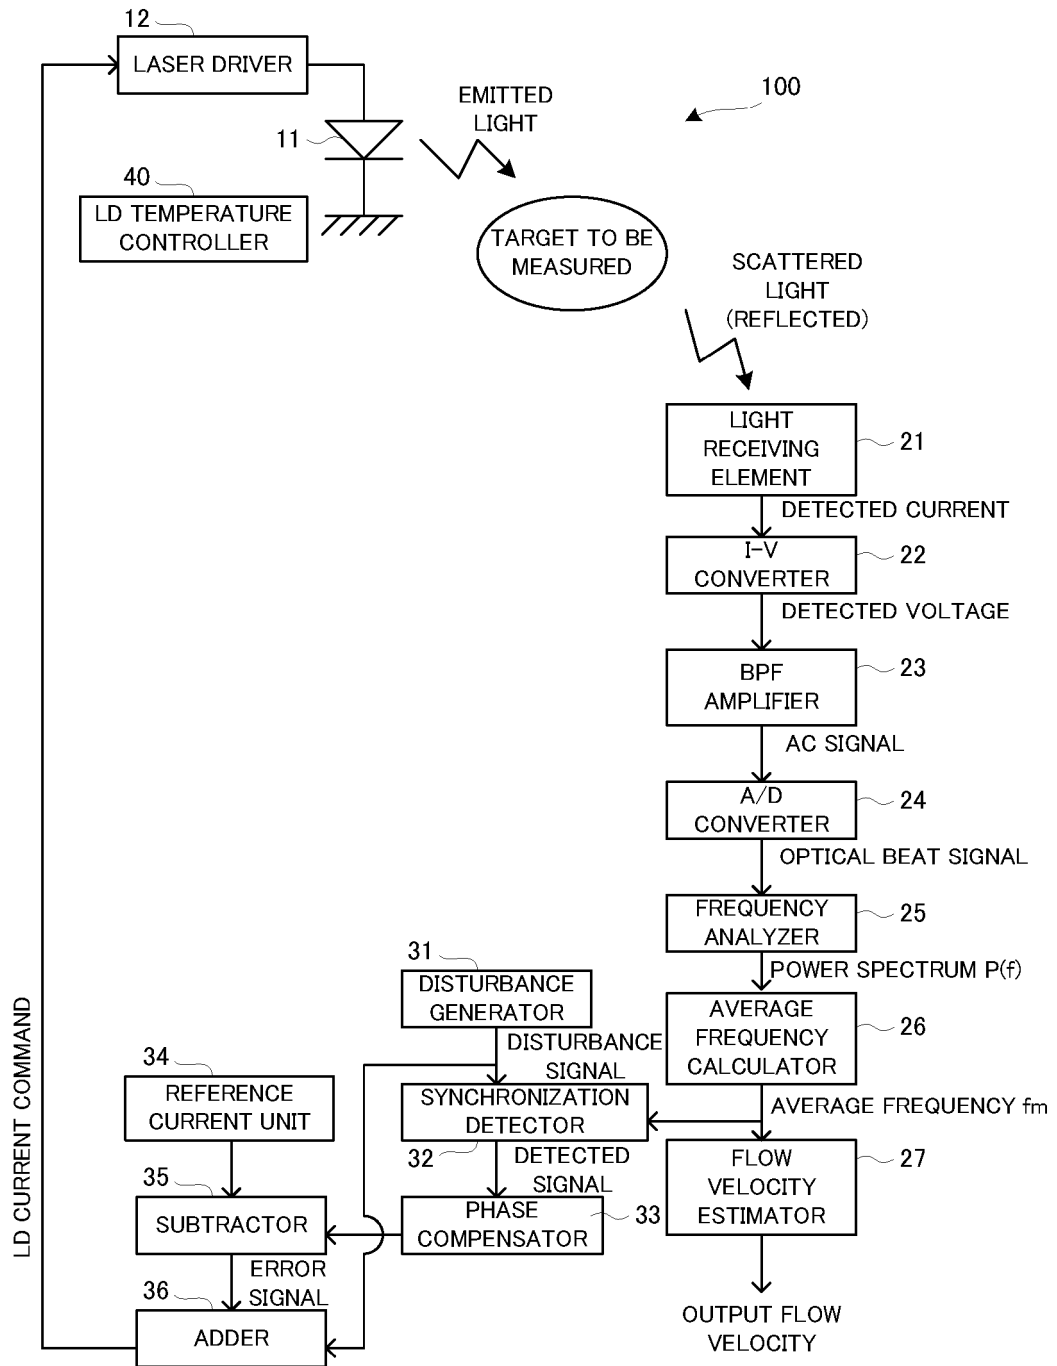 12
LASER DRIVER
11
EMITTED
LIGHT
100
40
LD TEMPERATURE
CONTROLLER
TARGET TO BE
MEASURED
SCATTERED
LIGHT
(REFLECTED)
LIGHT
RECEIVING
ELEMENT
21
DETECTED CURRENT
I-V
CONVERTER
22
DETECTED VOLTAGE
BPF
AMPLIFIER
23
AC SIGNAL
A/D
CONVERTER
24
OPTICAL BEAT SIGNAL
FREQUENCY
ANALYZER
25
POWER SPECTRUM P(f)
AVERAGE
FREQUENCY
CALCULATOR
26
AVERAGE FREQUENCY fm
FLOW
VELOCITY
ESTIMATOR
27
OUTPUT FLOW
VELOCITY
31
DISTURBANCE
GENERATOR
DISTURBANCE
SIGNAL
SYNCHRONIZATION
DETECTOR
32
DETECTED
SIGNAL
PHASE
COMPENSATOR
33
34
REFERENCE
CURRENT UNIT
35
SUBTRACTOR
ERROR
SIGNAL
36
ADDER
LD CURRENT COMMAND